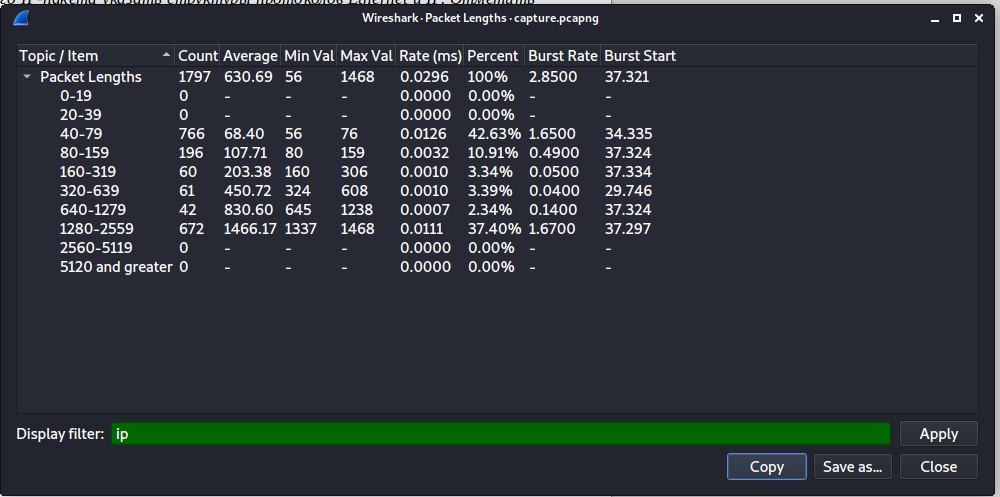 Wireshark · Packet Lengths · capture.pcapng
Topic / Item Count Average Min Val Max Val Rate (ms) Percent Burst Rate Burst Start
Packet Lengths 1797 630.69 56 1468 0.0296 100% 2.8500 37.321
0-19 0 - - - 0.0000 0.00% - -
20-39 0 - - - 0.0000 0.00% - -
40-79 766 68.40 56 76 0.0126 42.63% 1.6500 34.335
80-159 196 107.71 80 159 0.0032 10.91% 0.4900 37.324
160-319 60 203.38 160 306 0.0010 3.34% 0.0500 37.334
320-639 61 450.72 324 608 0.0010 3.39% 0.0400 29.746
640-1279 42 830.60 645 1238 0.0007 2.34% 0.1400 37.324
1280-2559 672 1466.17 1337 1468 0.0111 37.40% 1.6700 37.297
2560-5119 0 - - - 0.0000 0.00% - -
5120 and greater 0 - - - 0.0000 0.00% - -
Display filter: ip Apply
Copy Save as... Close